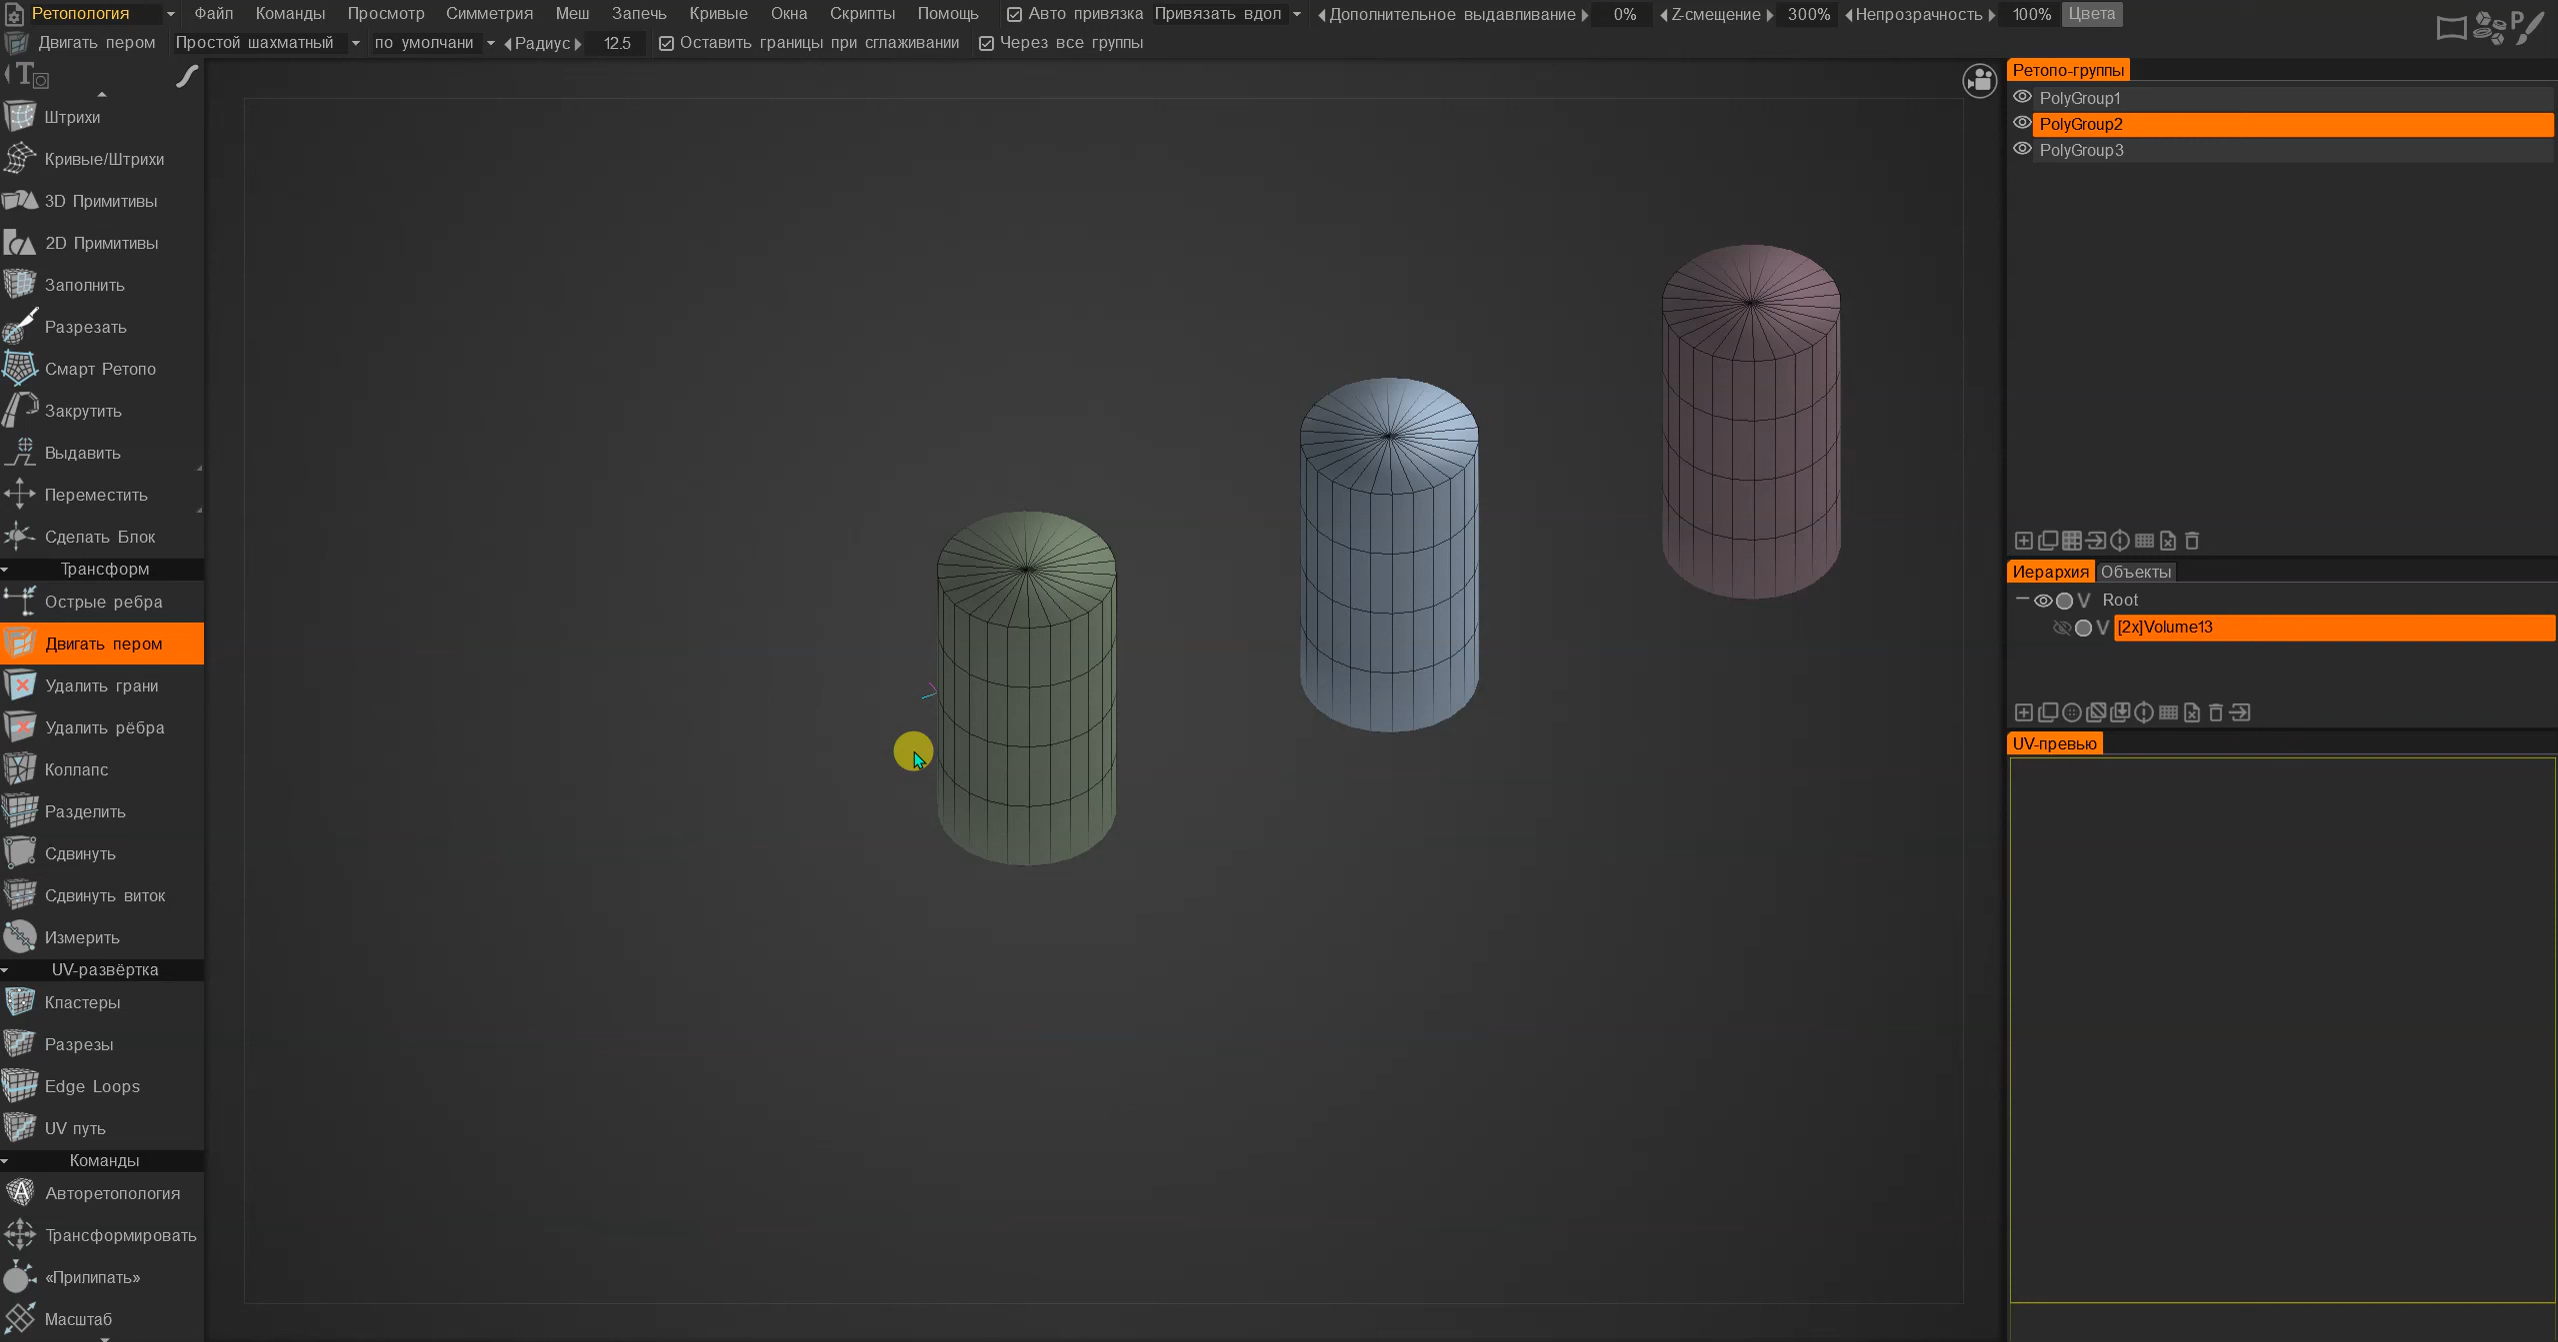 Ретопология Файл Команды Просмотр Симметрия Меш Запечь Кривые Окна Скрипты Помощь Авто привязка Привязать вдол Дополнительное выдавливание 0% Z-смещение 300% Непрозрачность 100% Цвета
Двигать пером Простой шахматный по умолчани Радиус 12.5 Оставить границы при сглаживании Через все группы
Штрихи
Кривые/Штрихи
3D Примитивы
2D Примитивы
Заполнить
Разрезать
Смарт Ретопо
Закрутить
Выдавить
Переместить
Сделать Блок
Трансформ
Острые ребра
Двигать пером
Удалить грани
Удалить рёбра
Коллапс
Разделить
Сдвинуть
Сдвинуть виток
Измерить
UV-развёртка
Кластеры
Разрезы
Edge Loops
UV путь
Команды
Авторетопология
Трансформировать
«Прилипать»
Масштаб
Ретопо-группы
PolyGroup1
PolyGroup2
PolyGroup3
Иерархия Объекты
V Root
V [2x]Volume13
UV-превью